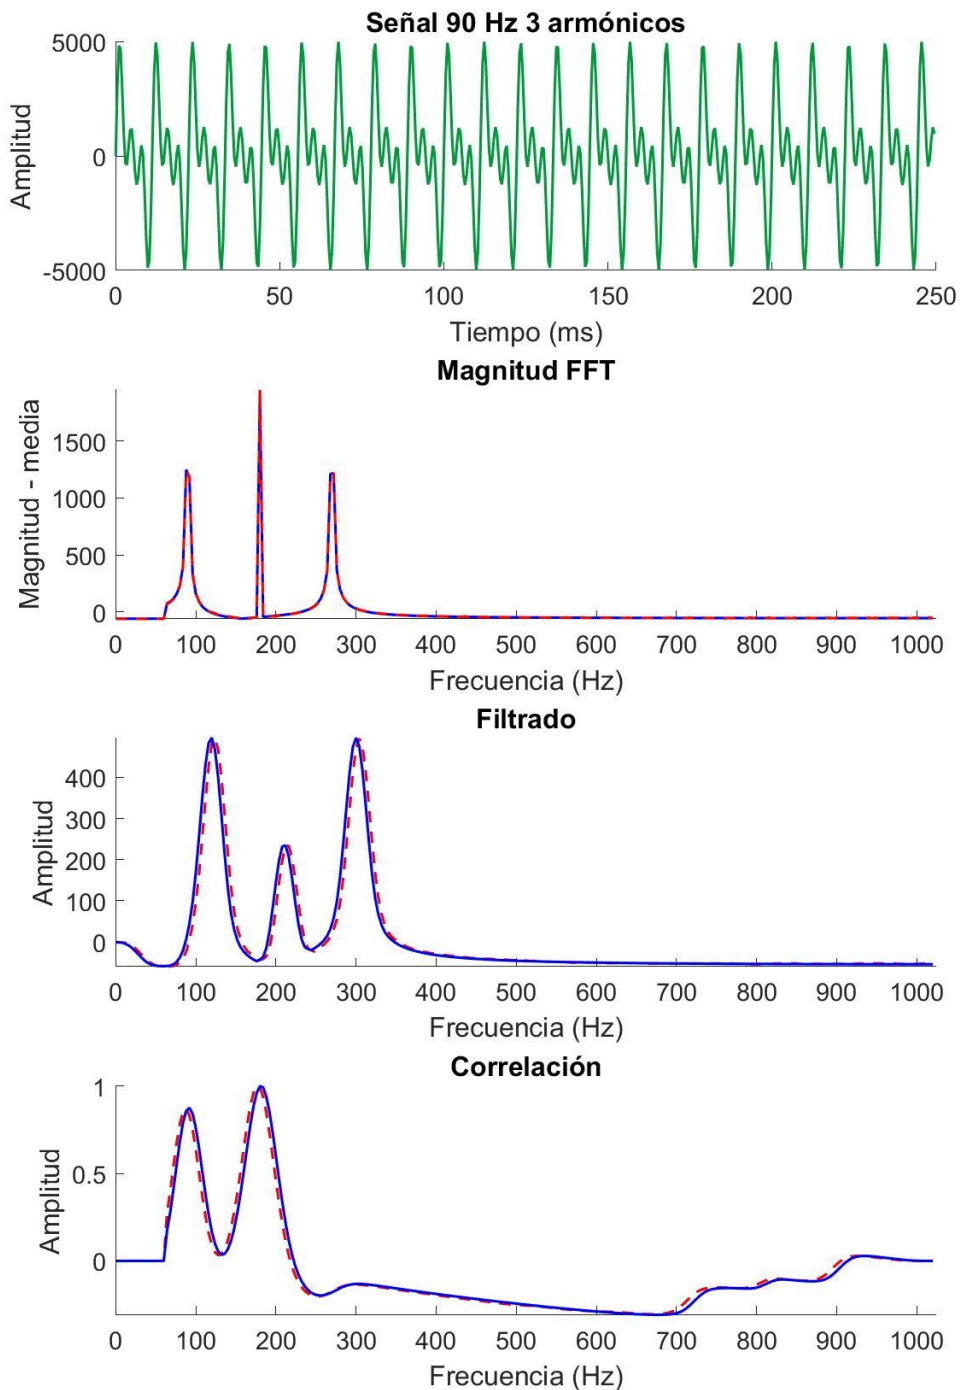 Señal 90 Hz 3 armónicos
5000
0
-5000
Amplitud
0 50 100 150 200 250
Tiempo (ms)
Magnitud FFT
1500
1000
500
0
Magnitud - media
0 100 200 300 400 500 600 700 800 900 1000
Frecuencia (Hz)
Filtrado
400
300
200
100
0
Amplitud
0 100 200 300 400 500 600 700 800 900 1000
Frecuencia (Hz)
Correlación
1
0.5
0
Amplitud
0 100 200 300 400 500 600 700 800 900 1000
Frecuencia (Hz)